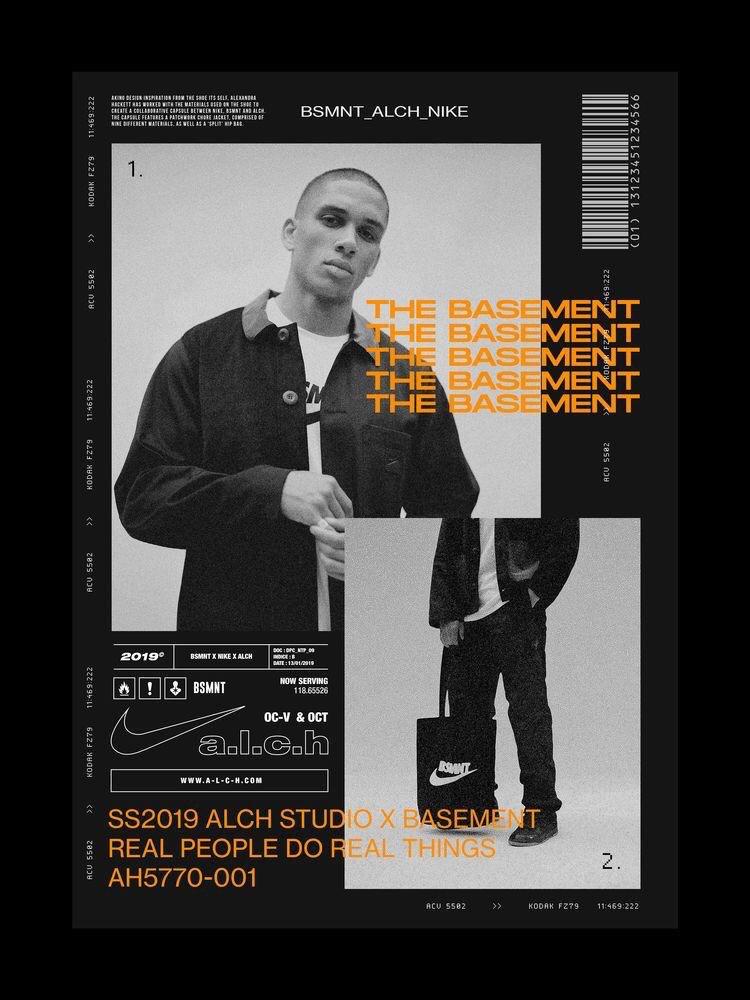 AKING DESIGN INSPIRATION FROM THE SHOE ITS SELF, ALEXANDRA
HACKETT HAS WORKED WITH THE MATERIALS USED ON THE SHOE TO
CREATE A COLLABORATIVE CAPSULE BETWEEN NIKE, BSMNT AND ALCH.
THE CAPSULE FEATURES A PATCHWORK CHORE JACKET, COMPRISED OF
NINE DIFFERENT MATERIALS, AS WELL AS A 'SPLIT' HIP BAG.
BSMNT_ALCH_NIKE
(01) 13123451234566
11:469:222
KODAK FZ79
>>
ACV 5502
1.
THE BASEMENT
THE BASEMENT
THE BASEMENT
THE BASEMENT
THE BASEMENT
11:469:222
KODAK FZ79
>>
ACV 5502
11:469:222
KODAK FZ79
>>
ACV 5502
2019©
BSMNT X NIKE X ALCH
DOC : DPC_NTP_09
INDICE : B
DATE : 13/01/2019
BSMNT
NOW SERVING
118.65526
OC-V & OCT
a.l.c.h
WWW.A-L-C-H.COM
BSMNT
11:469:222
KODAK FZ79
>>
ACV 5502
SS2019 ALCH STUDIO X BASEMENT
REAL PEOPLE DO REAL THINGS
AH5770-001
2.
ACV 5502 >> KODAK FZ79 11:469:222